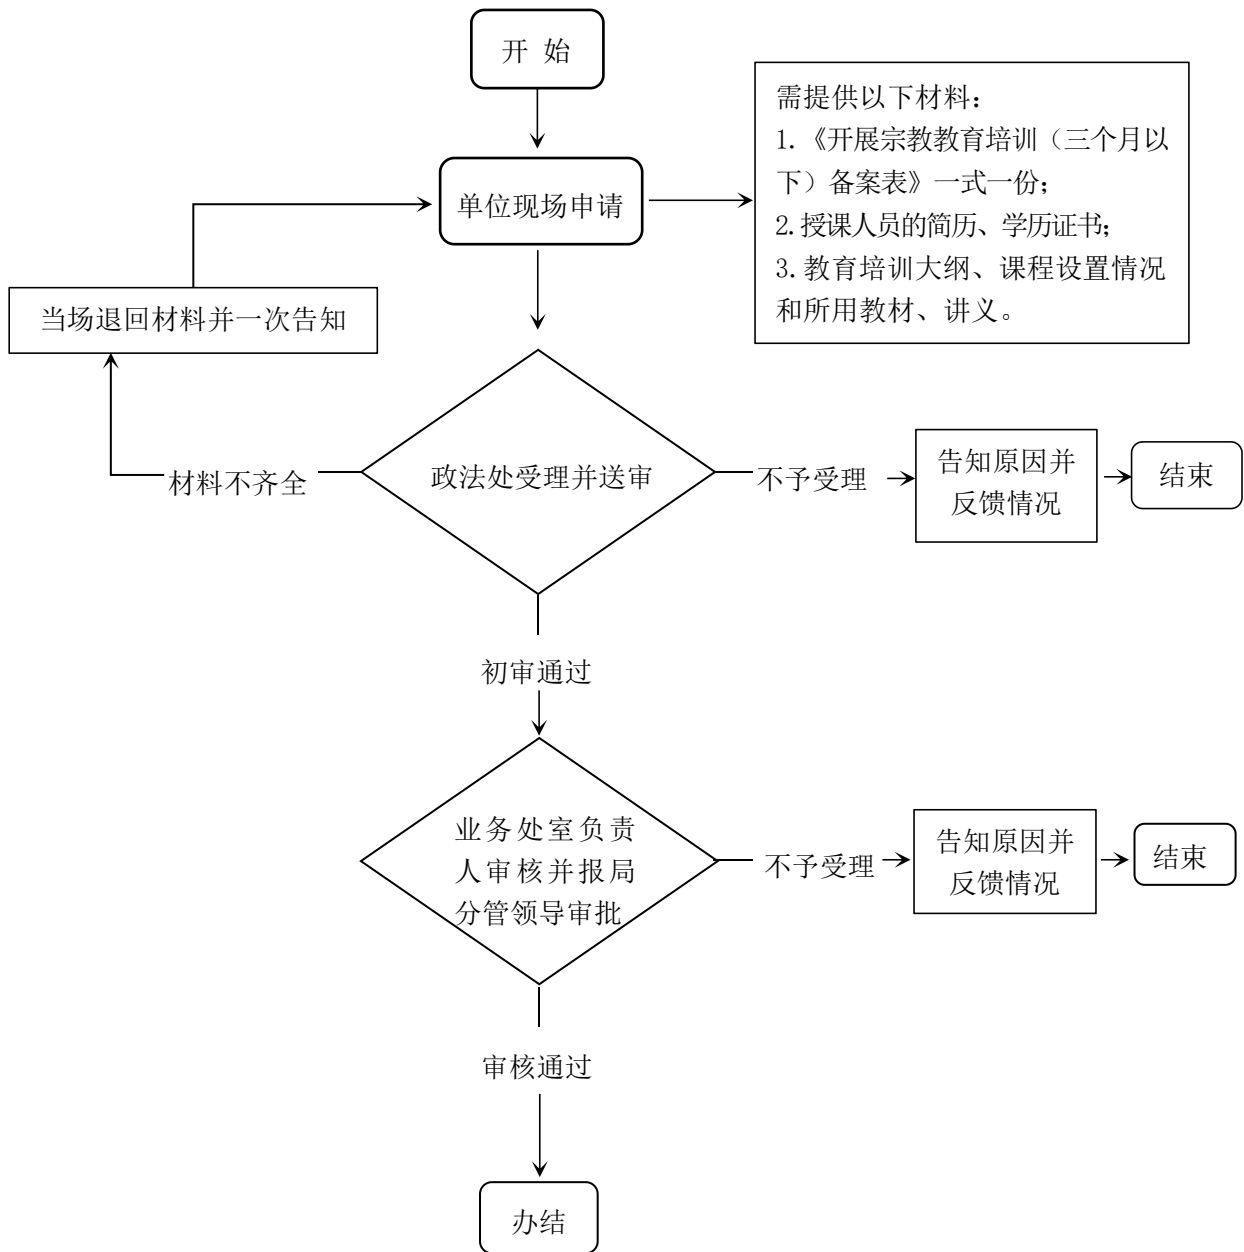 开 始
需提供以下材料：
1.《开展宗教教育培训（三个月以
下）备案表》一式一份；
2.授课人员的简历、学历证书；
3.教育培训大纲、课程设置情况
和所用教材、讲义。
单位现场申请
当场退回材料并一次告知
材料不齐全
政法处受理并送审
不予受理
告知原因并
反馈情况
结束
初审通过
业务处室负责
人审核并报局
分管领导审批
不予受理
告知原因并
反馈情况
结束
审核通过
办结